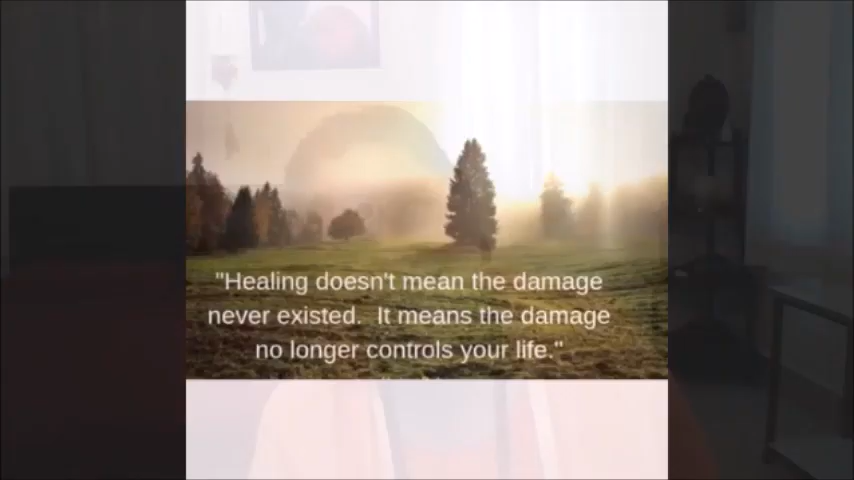 "Healing doesn't mean the damage
never existed.  It means the damage
no longer controls your life."